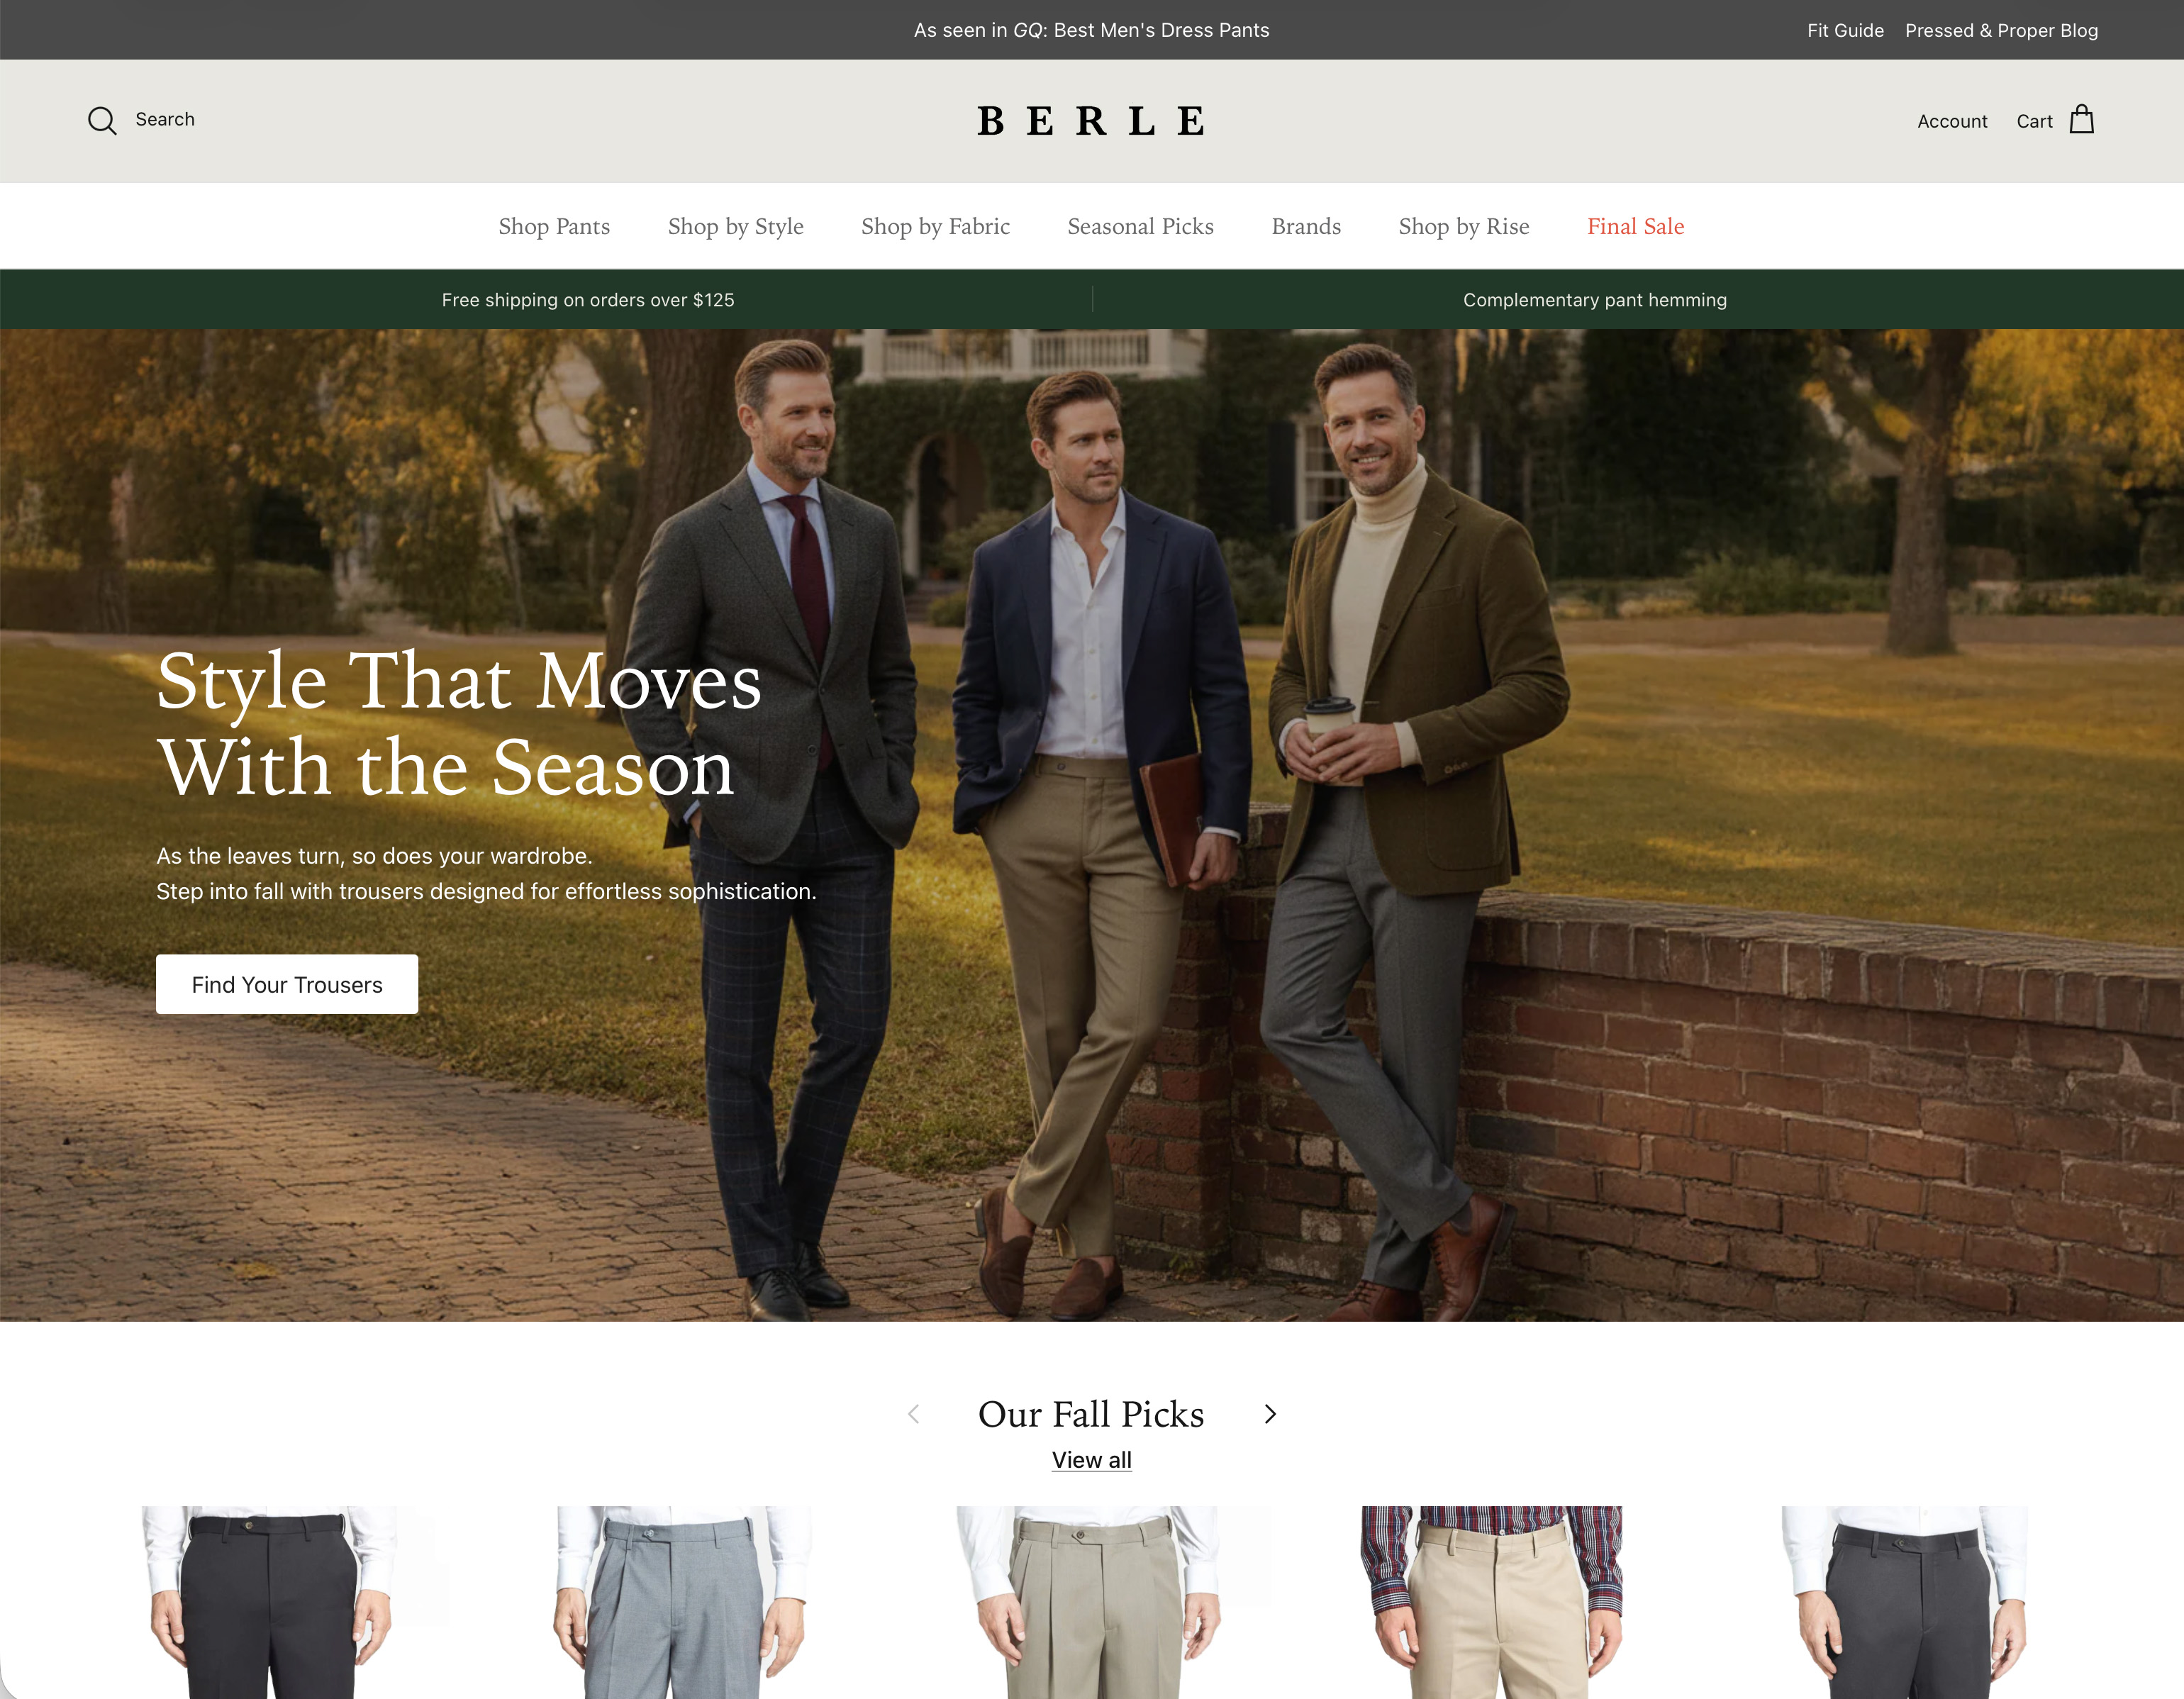 As seen in GQ: Best Men's Dress Pants
Fit Guide
Pressed & Proper Blog
Search
BERLE
Account
Cart
Shop Pants
Shop by Style
Shop by Fabric
Seasonal Picks
Brands
Shop by Rise
Final Sale
Free shipping on orders over $125
Complementary pant hemming
Style That Moves
With the Season
As the leaves turn, so does your wardrobe.
Step into fall with trousers designed for effortless sophistication.
Find Your Trousers
Our Fall Picks
View all